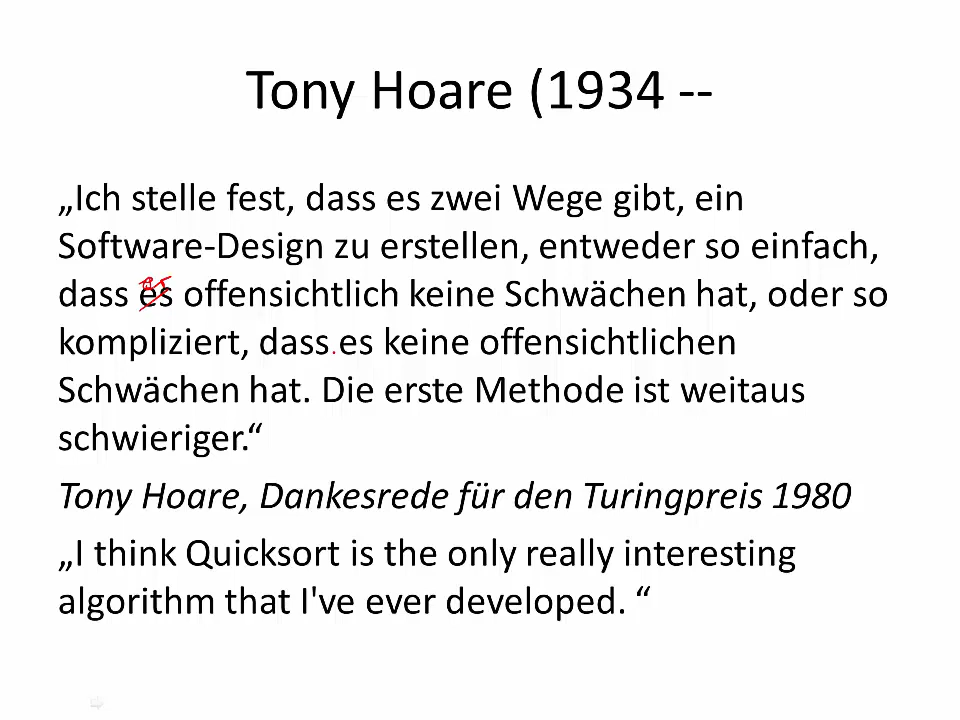 Tony Hoare (1934 --
„Ich stelle fest, dass es zwei Wege gibt, ein
Software-Design zu erstellen, entweder so einfach,
dass es offensichtlich keine Schwächen hat, oder so
kompliziert, dass es keine offensichtlichen
Schwächen hat. Die erste Methode ist weitaus
schwieriger.“
Tony Hoare, Dankesrede für den Turingpreis 1980
„I think Quicksort is the only really interesting
algorithm that I've ever developed. “